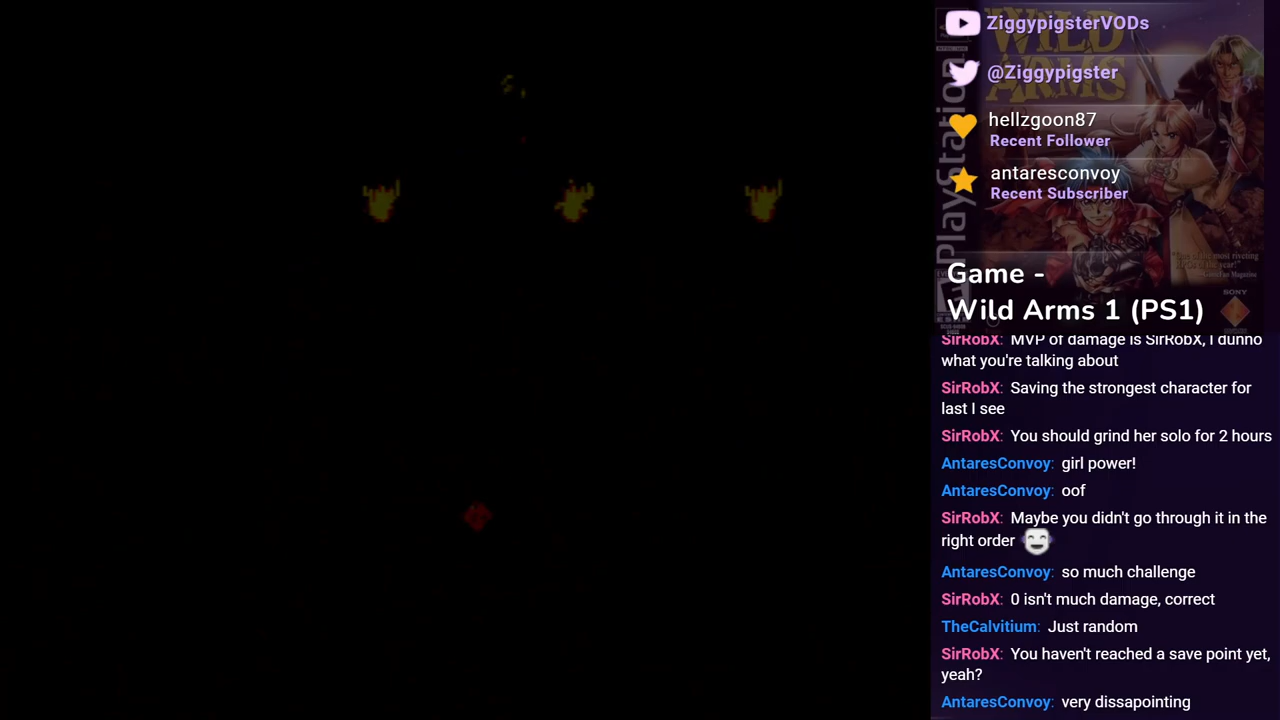 ZiggypigsterVODs
@Ziggypigster
hellzgoon87
Recent Follower
antaresconvoy
Recent Subscriber
WILD
ARMS
PlayStation
Game -
Wild Arms 1 (PS1)
SONY
SirRobX: MVP of damage is SirRobX, I dunno
what you're talking about
SirRobX: Saving the strongest character for
last I see
SirRobX: You should grind her solo for 2 hours
AntaresConvoy: girl power!
AntaresConvoy: oof
SirRobX: Maybe you didn't go through it in the
right order
AntaresConvoy: so much challenge
SirRobX: 0 isn't much damage, correct
TheCalvitium: Just random
SirRobX: You haven't reached a save point yet,
yeah?
AntaresConvoy: very dissapointing